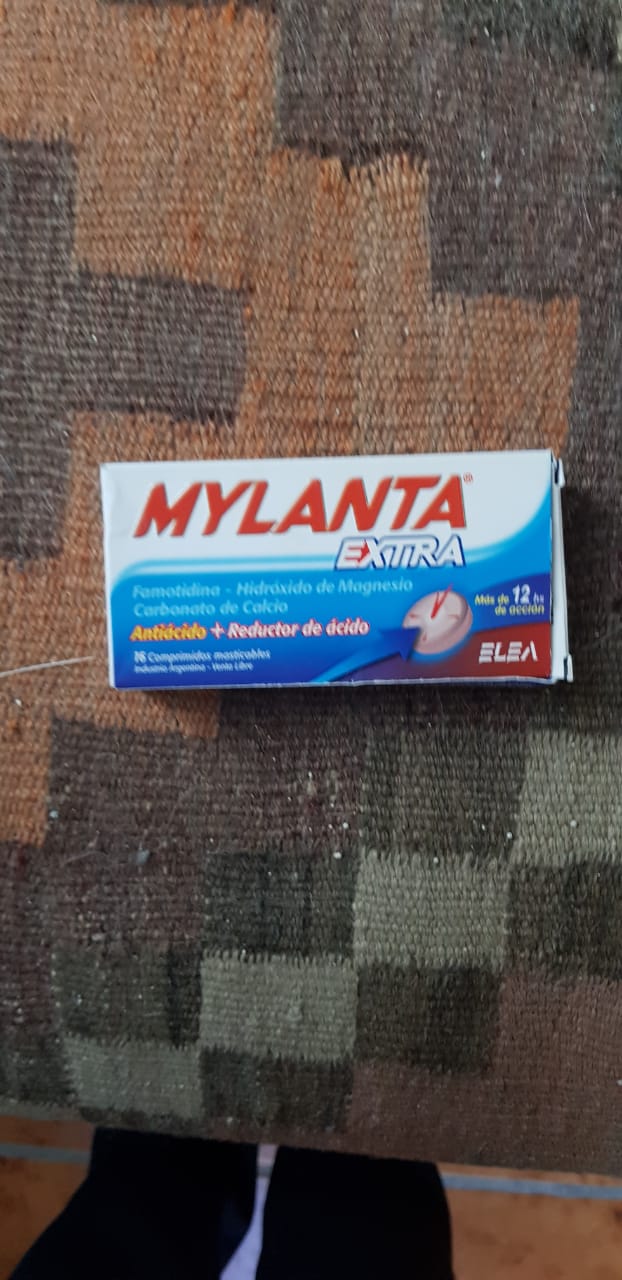 MYLANTA®
EXTRA
Famotidina - Hidróxido de Magnesio
Carbonato de Calcio
Antiácido + Reductor de ácido
Más de 12 hs
de acción
16 Comprimidos masticables
Industria Argentina - Venta Libre
ELEA